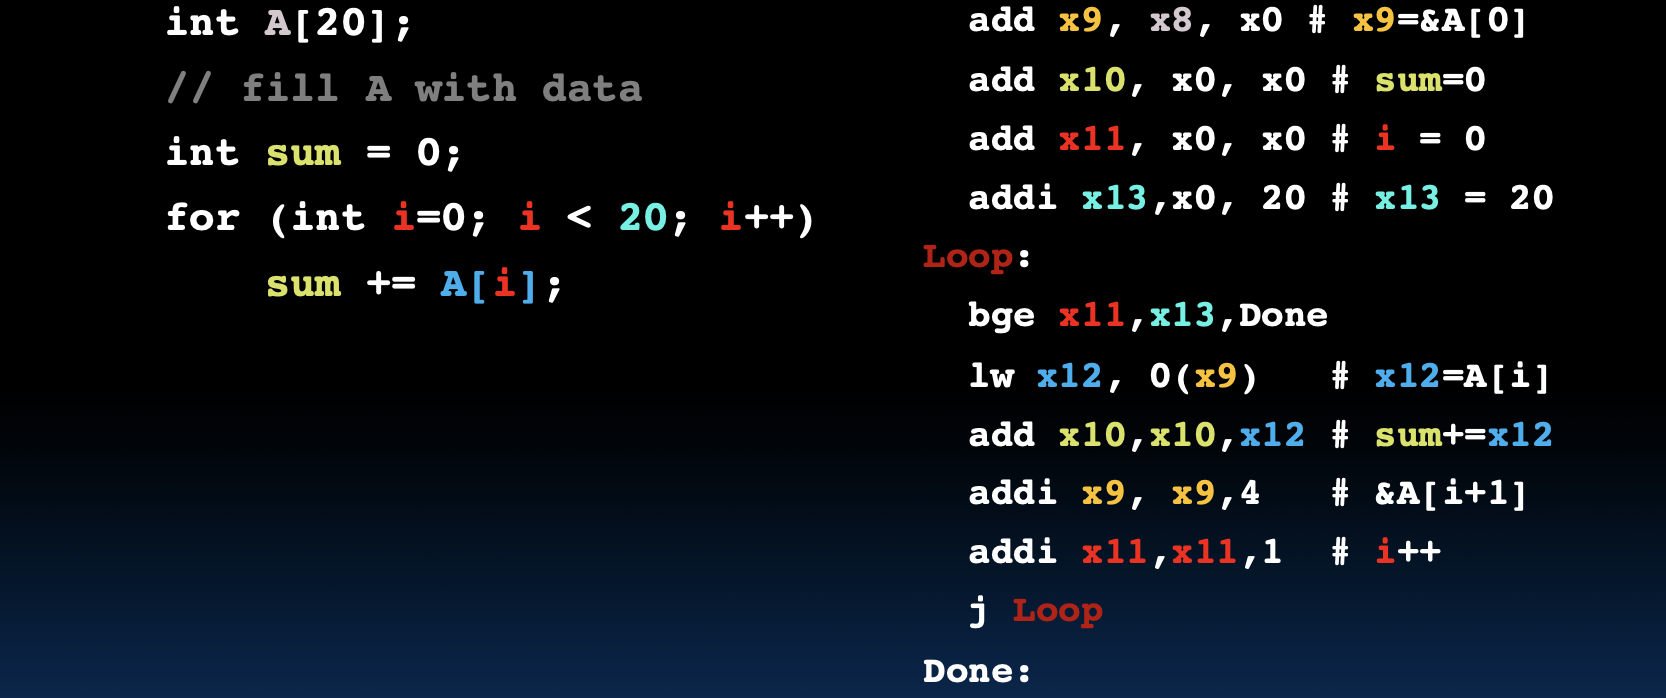 int A[20];
// fill A with data
int sum = 0;
for (int i=0; i < 20; i++)
    sum += A[i];
  add x9, x8, x0 # x9=&A[0]
  add x10, x0, x0 # sum=0
  add x11, x0, x0 # i = 0
  addi x13,x0, 20 # x13 = 20
Loop:
  bge x11,x13,Done
  lw x12, 0(x9)   # x12=A[i]
  add x10,x10,x12 # sum+=x12
  addi x9, x9,4   # &A[i+1]
  addi x11,x11,1  # i++
  j Loop
Done: